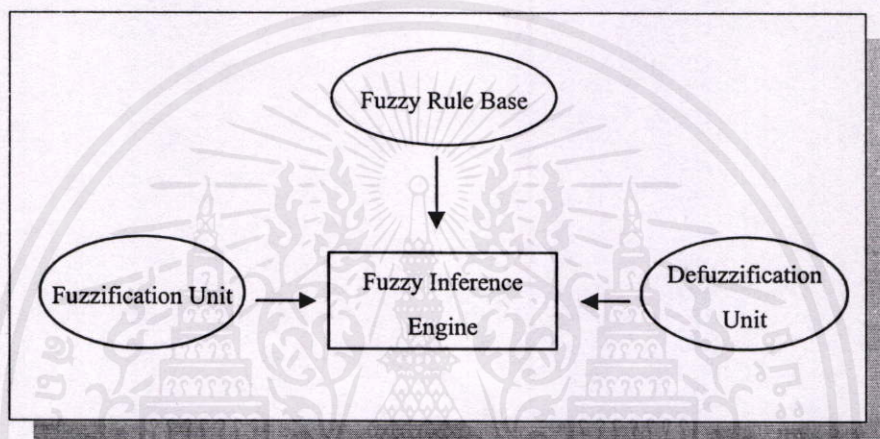 Fuzzy Rule Base
Fuzzification Unit
Fuzzy Inference
Engine
Defuzzification
Unit